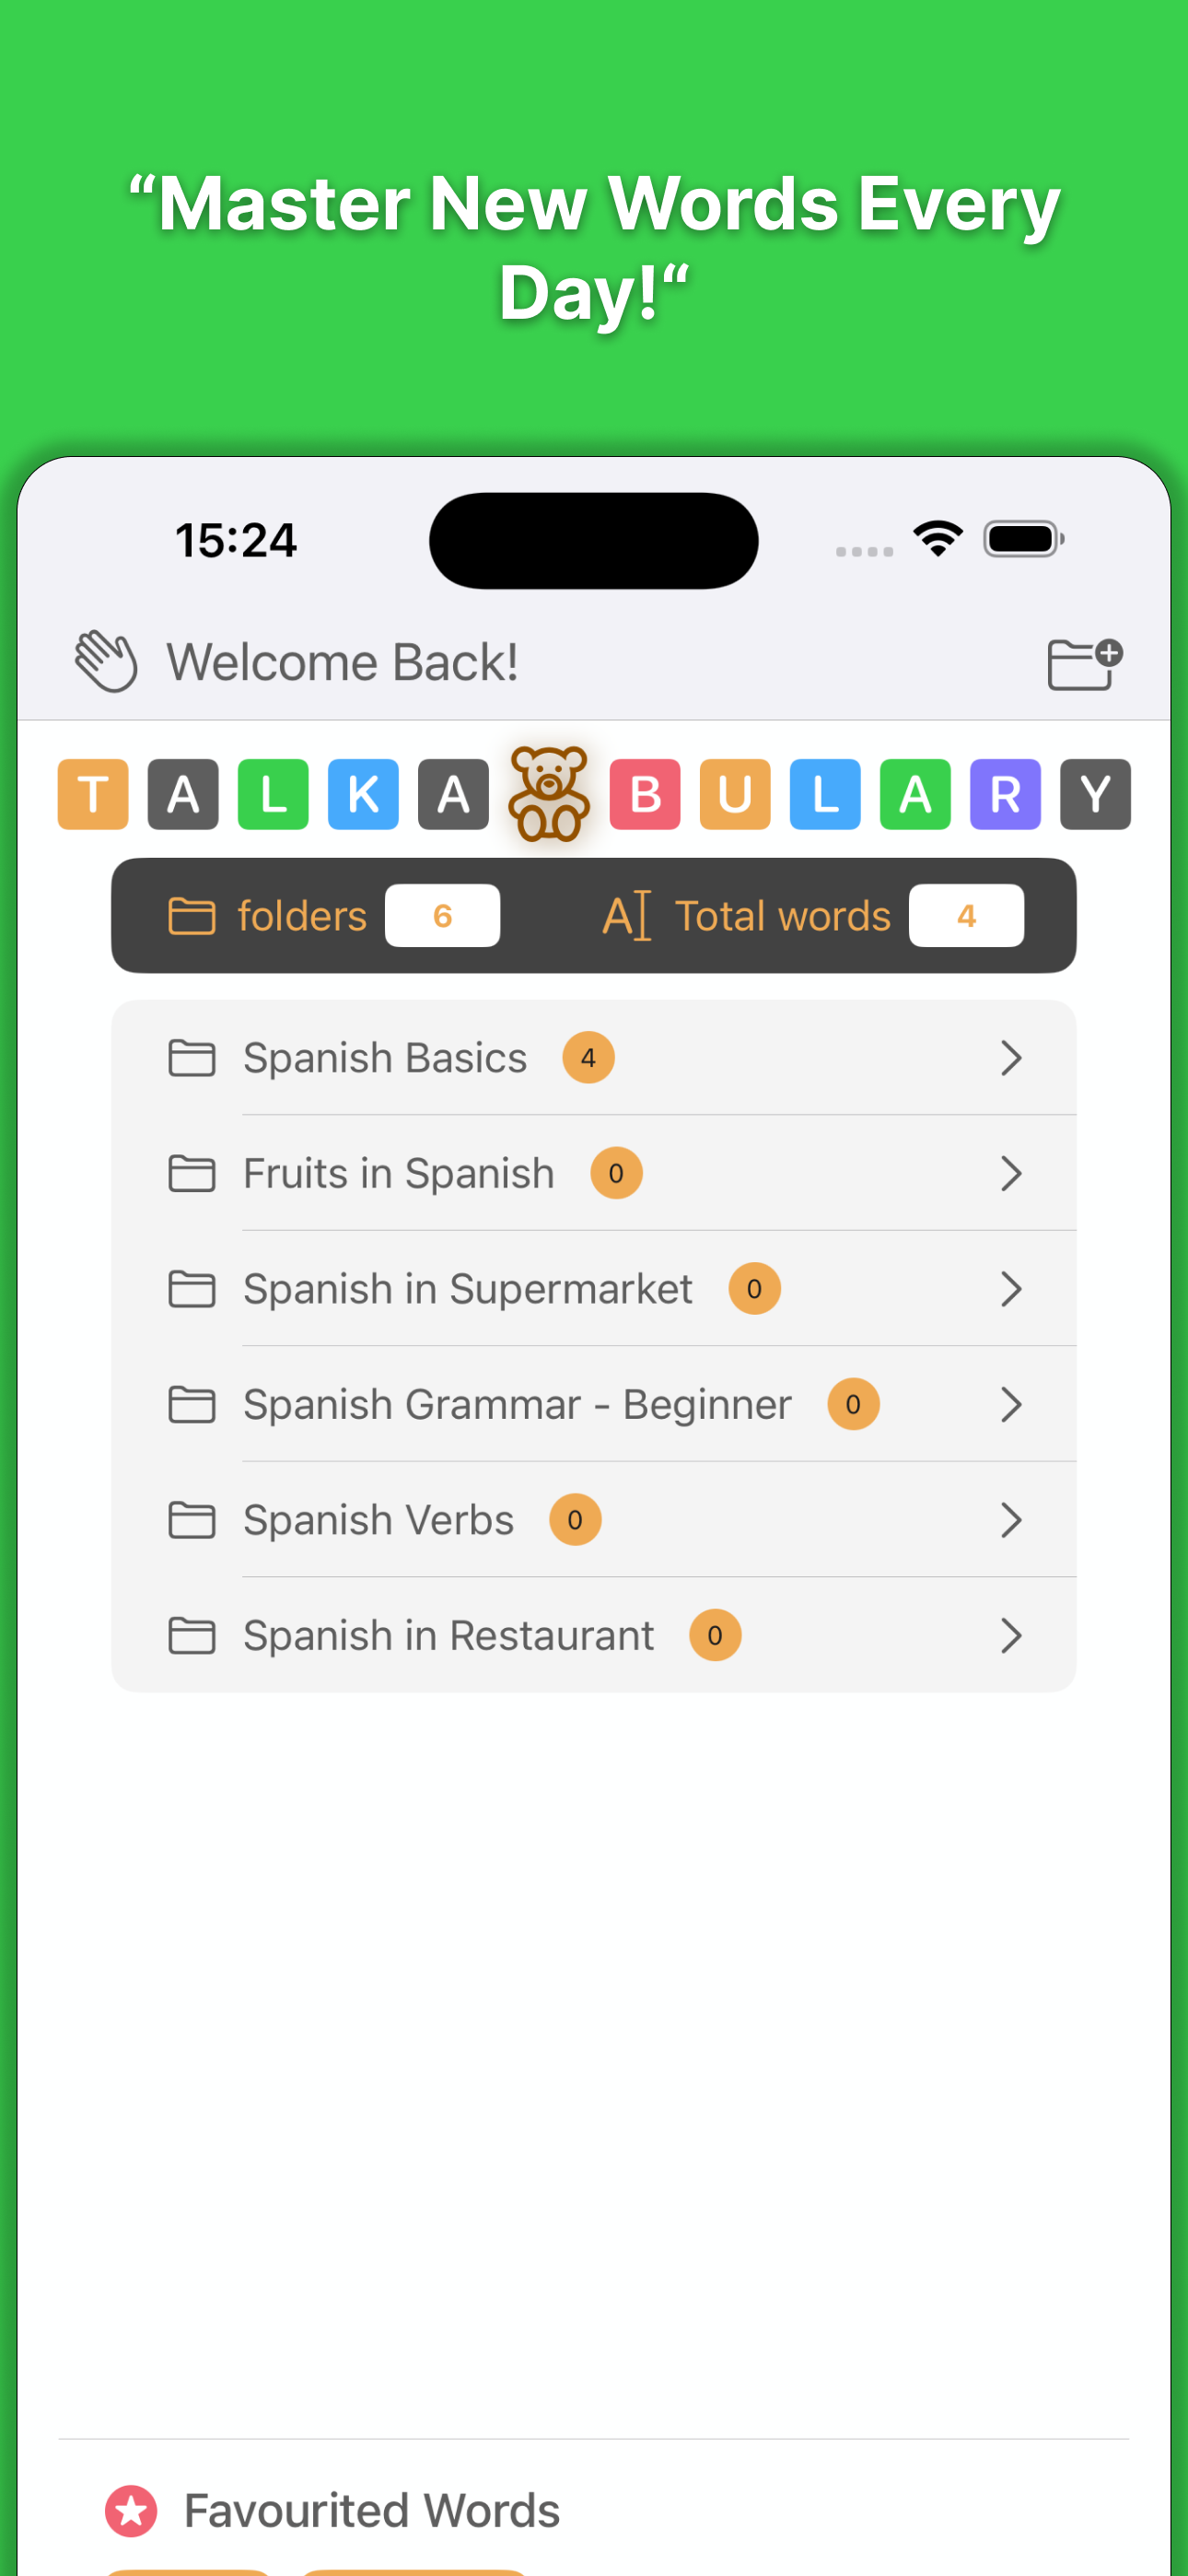 “Master New Words Every
Day!“
15:24
Welcome Back!
TALKA BULARY
folders 6 A Total words 4
Spanish Basics 4
Fruits in Spanish 0
Spanish in Supermarket 0
Spanish Grammar - Beginner 0
Spanish Verbs 0
Spanish in Restaurant 0
Favourited Words